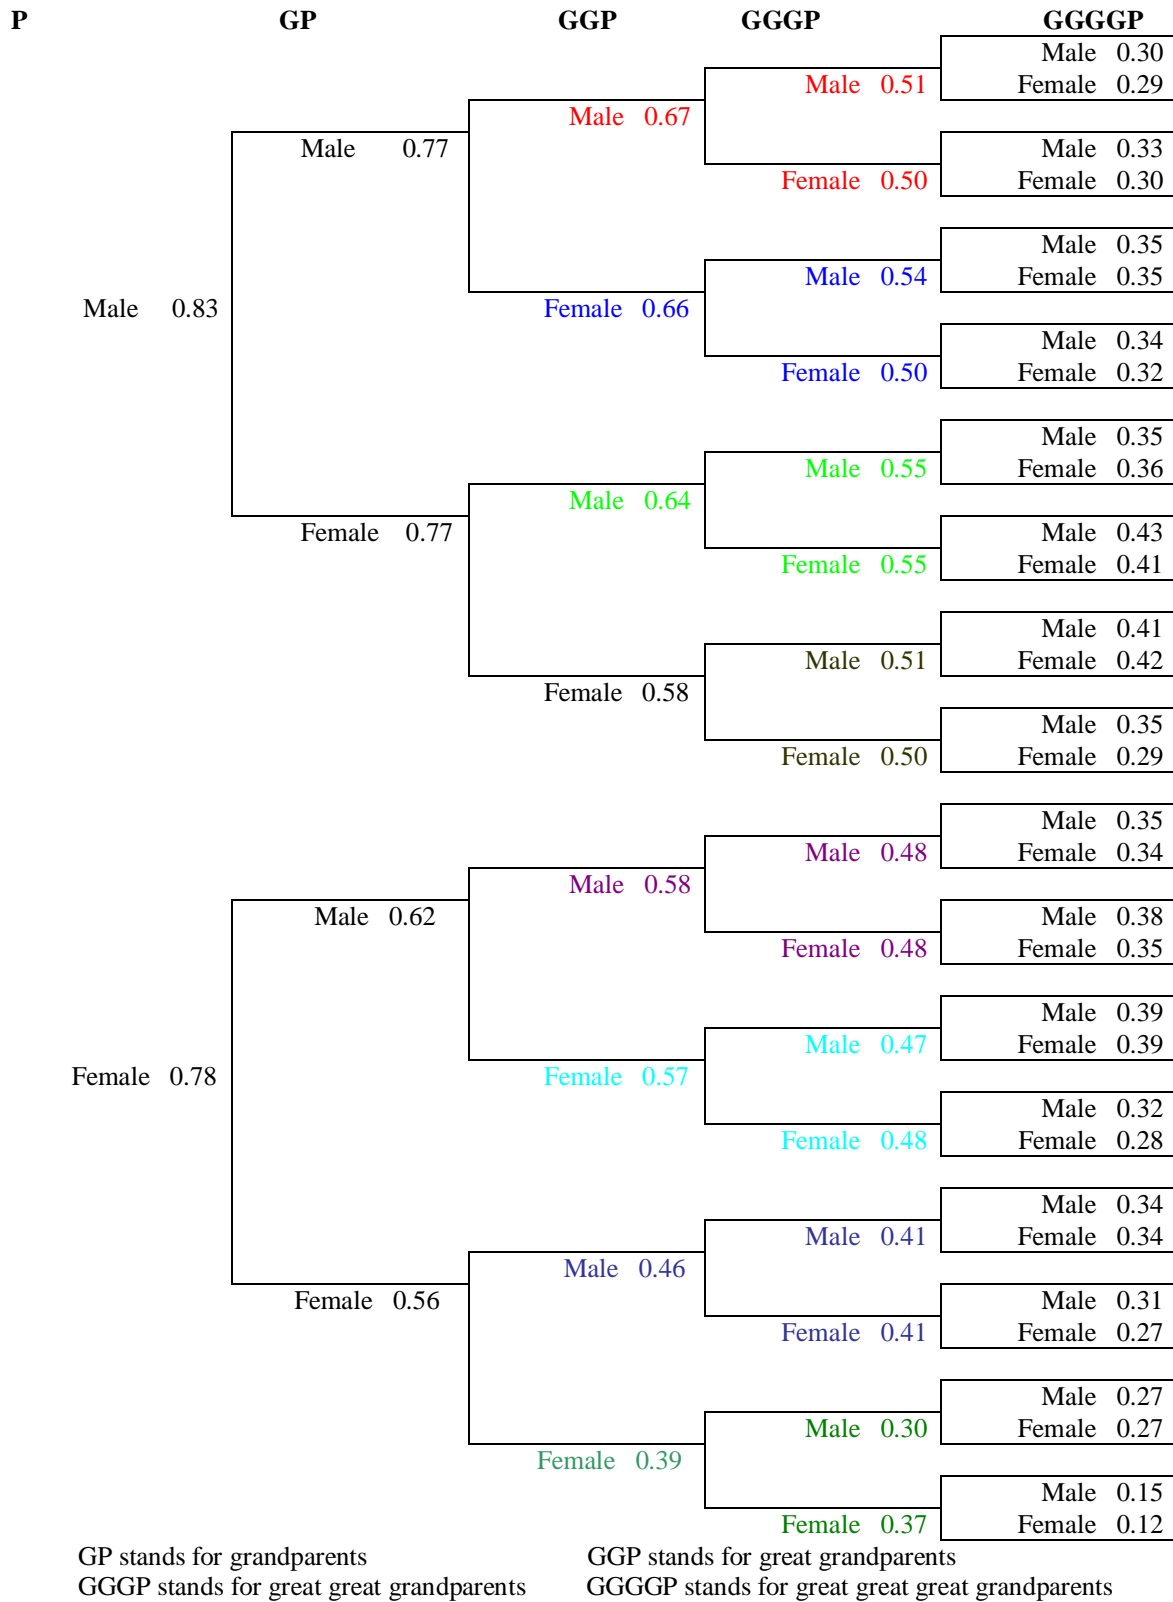 P GP GGP GGGP GGGGP
Male 0.30
Male 0.51 Female 0.29
Male 0.67
Male 0.77 Male 0.33
Female 0.50 Female 0.30
Male 0.35
Male 0.54 Female 0.35
Male 0.83 Female 0.66
Male 0.34
Female 0.50 Female 0.32
Male 0.35
Male 0.55 Female 0.36
Male 0.64
Female 0.77 Male 0.43
Female 0.55 Female 0.41
Male 0.41
Male 0.51 Female 0.42
Female 0.58
Male 0.35
Female 0.50 Female 0.29
Male 0.35
Male 0.48 Female 0.34
Male 0.58
Male 0.62 Male 0.38
Female 0.48 Female 0.35
Male 0.39
Male 0.47 Female 0.39
Female 0.78 Female 0.57
Male 0.32
Female 0.48 Female 0.28
Male 0.34
Male 0.41 Female 0.34
Male 0.46
Female 0.56 Male 0.31
Female 0.41 Female 0.27
Male 0.27
Male 0.30 Female 0.27
Female 0.39
Male 0.15
Female 0.37 Female 0.12
GP stands for grandparents GGP stands for great grandparents
GGGP stands for great great grandparents GGGGP stands for great great great grandparents